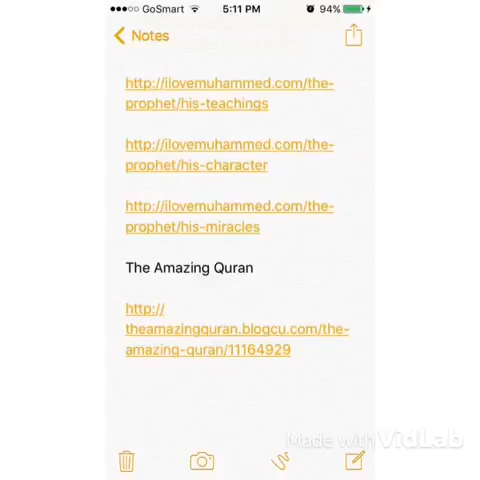 GoSmart 5:11 PM 94%
Notes
http://ilovemuhammed.com/the-
prophet/his-teachings
http://ilovemuhammed.com/the-
prophet/his-character
http://ilovemuhammed.com/the-
prophet/his-miracles
The Amazing Quran
http://
theamazingquran.blogcu.com/the-
amazing-quran/11164929
Made with VidLab